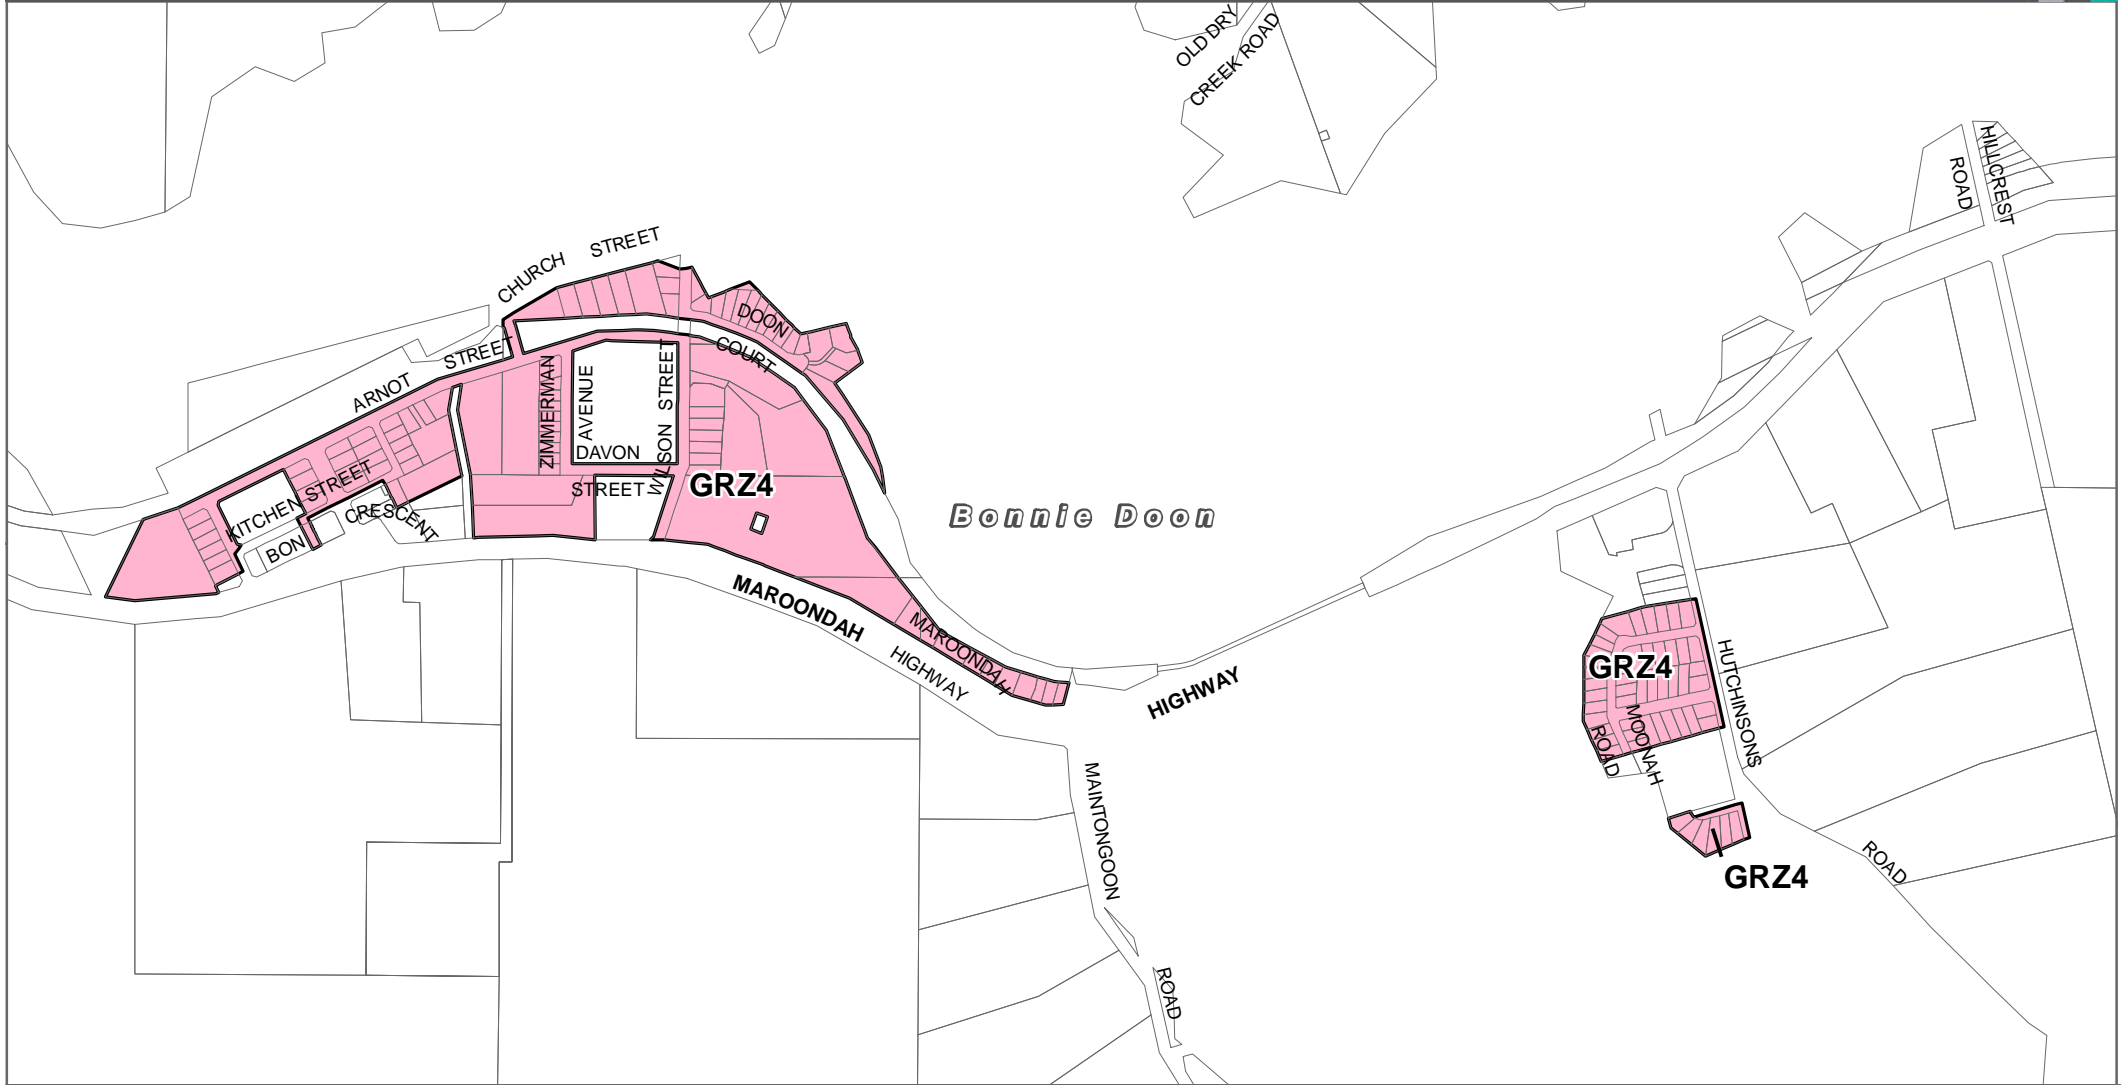 OLD DRY
CREEK ROAD
HILLCREST
ROAD
CHURCH STREET
DOON
COURT
ARNOT STREET
ZIMMERMAN
AVENUE
WILSON STREET
DAVON
STREET
KITCHEN STREET
BON
CRESCENT
GRZ4
Bonnie Doon
MAROONDAH
HIGHWAY
MAROONDAH
HIGHWAY
GRZ4
HUTCHINSONS
MOONAH
ROAD
MAINTONGOON
ROAD
ROAD
GRZ4